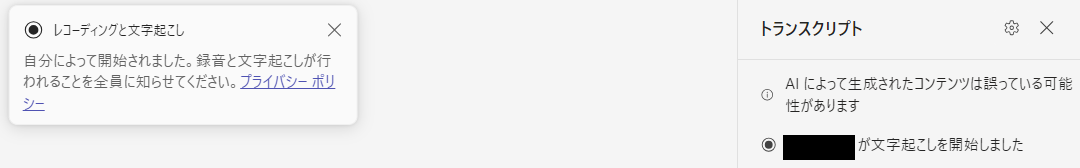 レコーディングと文字起こし
自分によって開始されました。録音と文字起こしが行
われることを全員に知らせてください。プライバシー ポリ
シー
トランスクリプト
AI によって生成されたコンテンツは誤っている可能
性があります
が文字起こしを開始しました